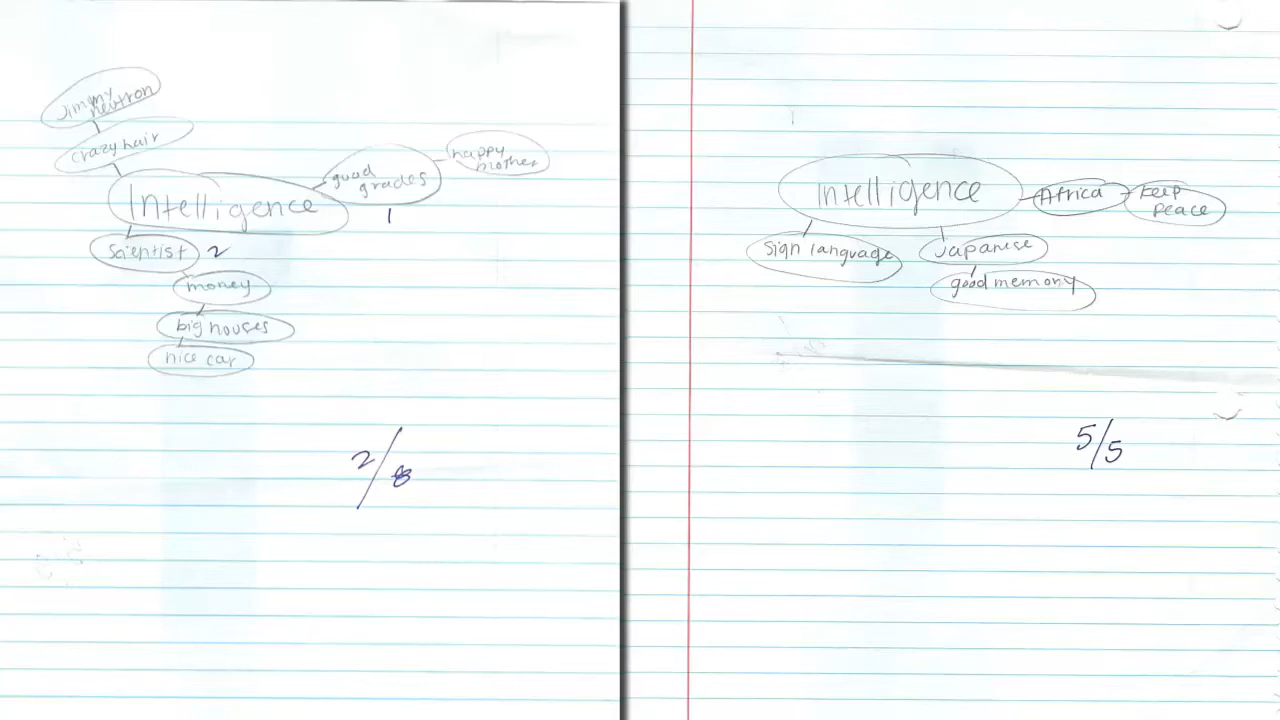 Jimmy
neutron
crazy hair
Intelligence
good
grades
happy
mother
1
Scientist 2
money
big houses
nice car
2/8
Intelligence
Africa
keep
peace
sign language
Japanese
good memory
5/5